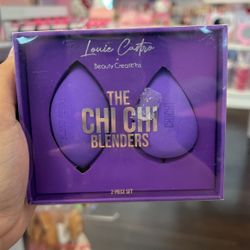 Louie Castro
x
Beauty Creations
THE
CHI CHI
BLENDERS
2 PIECE SET